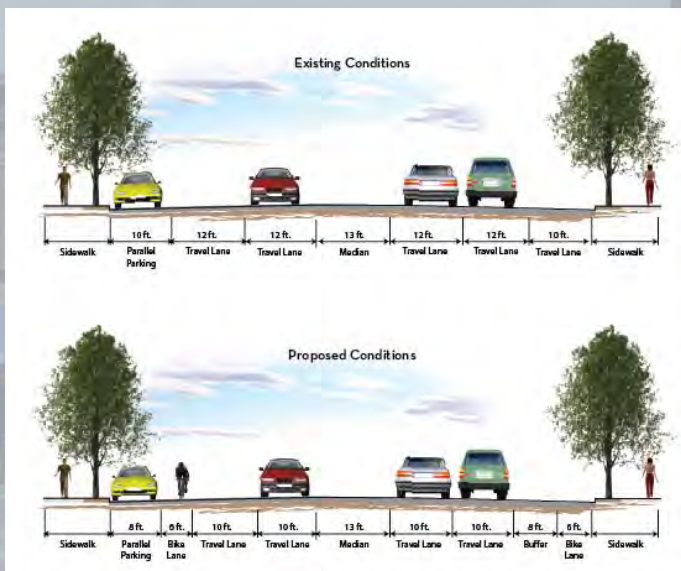 Existing Conditions
10 ft. 12 ft. 12 ft. 13 ft. 12 ft. 12 ft. 10 ft.
Sidewalk Parallel Parking Travel Lane Travel Lane Median Travel Lane Travel Lane Travel Lane Sidewalk
Proposed Conditions
8 ft. 6 ft. 10 ft. 10 ft. 13 ft. 10 ft. 10 ft. 8 ft. 6 ft.
Sidewalk Parallel Parking Bike Lane Travel Lane Travel Lane Median Travel Lane Travel Lane Buffer Bike Lane Sidewalk